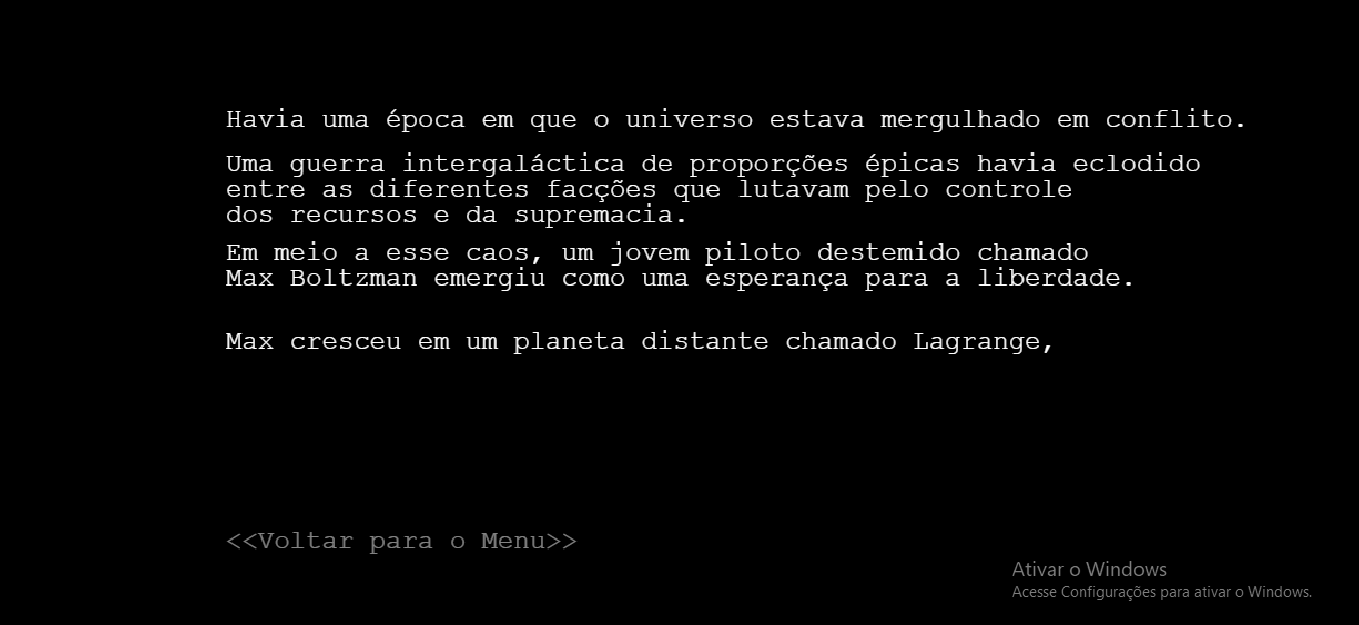 Havia uma época em que o universo estava mergulhado em conflito.
Uma guerra intergaláctica de proporções épicas havia eclodido
entre as diferentes facções que lutavam pelo controle
dos recursos e da supremacia.
Em meio a esse caos, um jovem piloto destemido chamado
Max Boltzman emergiu como uma esperança para a liberdade.
Max cresceu em um planeta distante chamado Lagrange,
<<Voltar para o Menu>>
Ativar o Windows
Acesse Configurações para ativar o Windows.